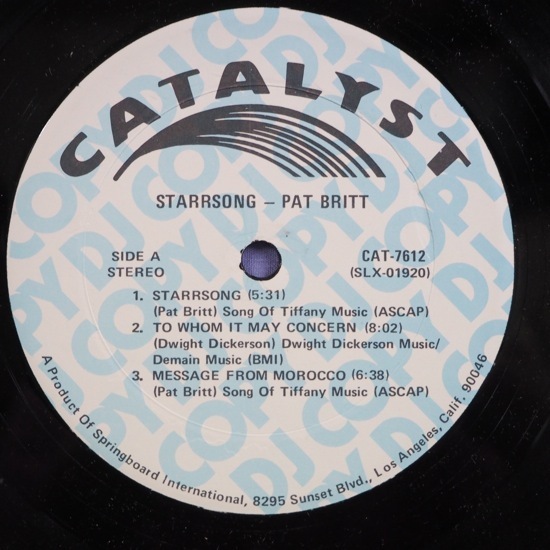 CATALYST
STARRSONG – PAT BRITT
SIDE A
STEREO
CAT-7612
(SLX-01920)
1. STARRSONG (5:31)
(Pat Britt) Song Of Tiffany Music (ASCAP)
2. TO WHOM IT MAY CONCERN (8:02)
(Dwight Dickerson) Dwight Dickerson Music/
Demain Music (BMI)
3. MESSAGE FROM MOROCCO (6:38)
(Pat Britt) Song Of Tiffany Music (ASCAP)
A Product Of Springboard International, 8295 Sunset Blvd., Los Angeles, Calif. 90046
DJ COPY DJ COPY DJ COPY